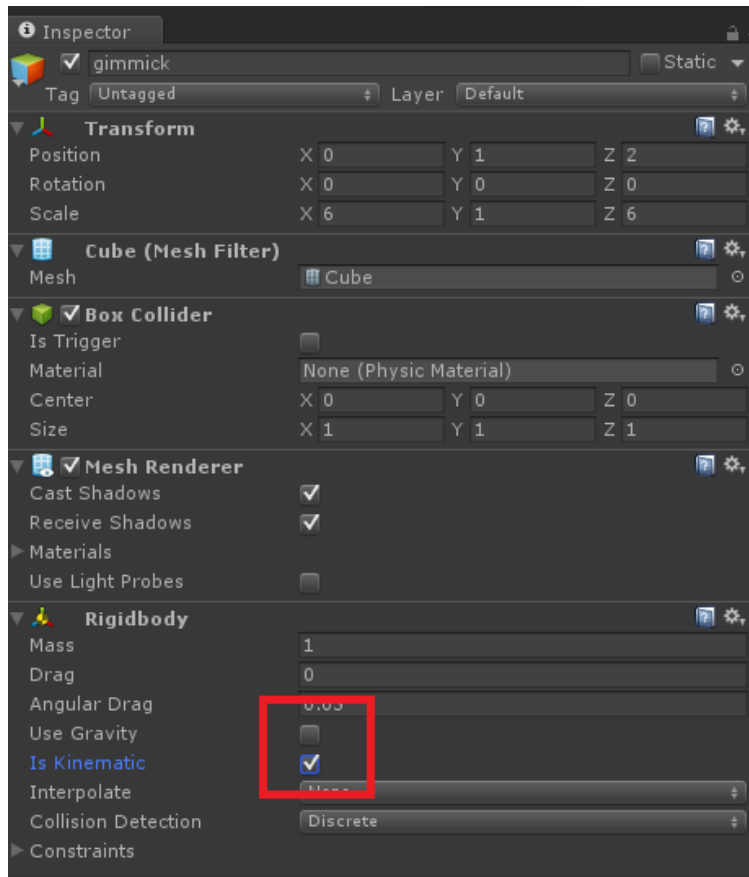 Inspector
gimmick Static
Tag Untagged Layer Default
Transform
Position X 0 Y 1 Z 2
Rotation X 0 Y 0 Z 0
Scale X 6 Y 1 Z 6
Cube (Mesh Filter)
Mesh Cube
Box Collider
Is Trigger
Material None (Physic Material)
Center X 0 Y 0 Z 0
Size X 1 Y 1 Z 1
Mesh Renderer
Cast Shadows
Receive Shadows
Materials
Use Light Probes
Rigidbody
Mass 1
Drag 0
Angular Drag 0.05
Use Gravity
Is Kinematic
Interpolate None
Collision Detection Discrete
Constraints